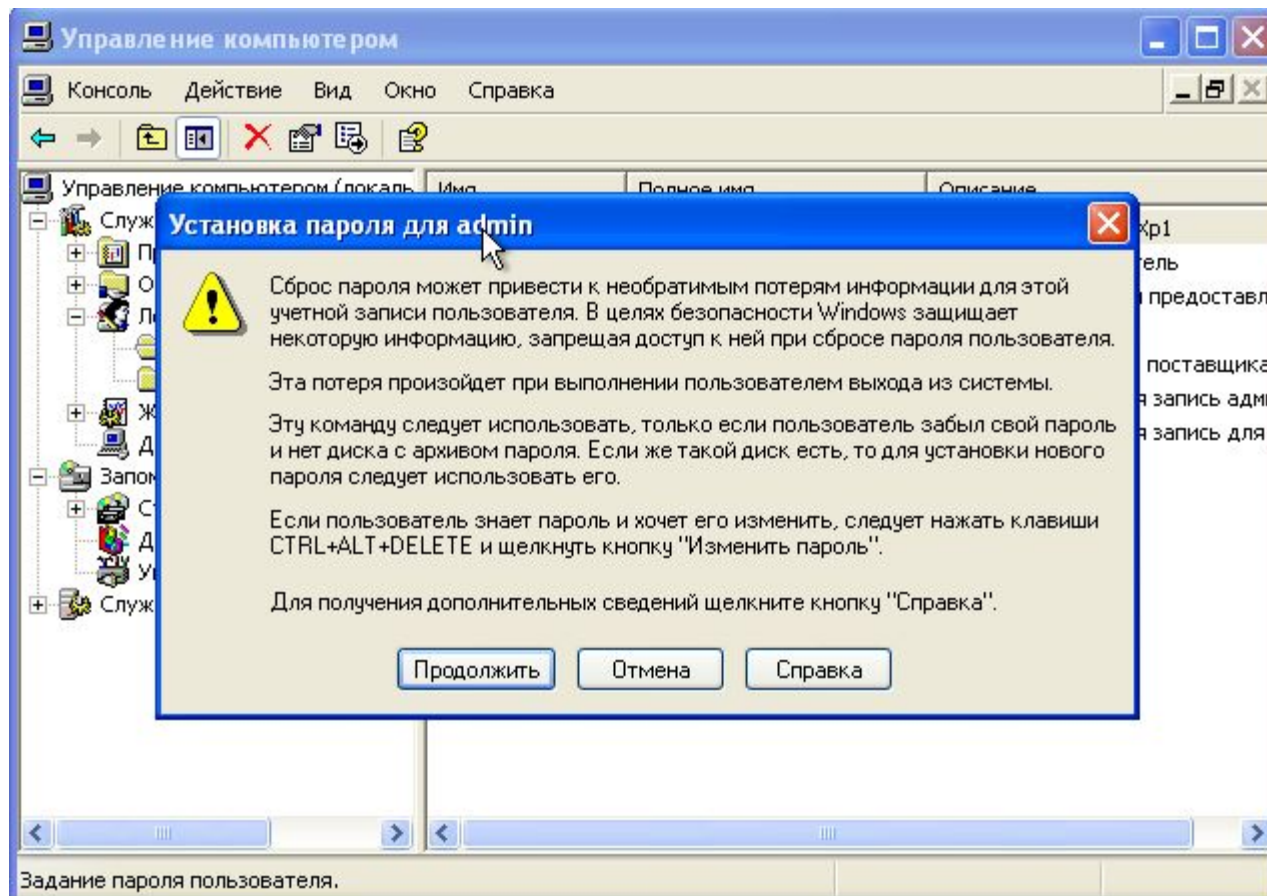 Управление компьютером
Консоль Действие Вид Окно Справка
Управление компьютером (локаль Имя Полное имя Описание
Служ
Установка пароля для admin
Xp1
Сброс пароля может привести к необратимым потерям информации для этой
учетной записи пользователя. В целях безопасности Windows защищает
некоторую информацию, запрещая доступ к ней при сбросе пароля пользователя.
Эта потеря произойдет при выполнении пользователем выхода из системы.
Эту команду следует использовать, только если пользователь забыл свой пароль
и нет диска с архивом пароля. Если же такой диск есть, то для установки нового
пароля следует использовать его.
Если пользователь знает пароль и хочет его изменить, следует нажать клавиши
CTRL+ALT+DELETE и щелкнуть кнопку "Изменить пароль".
Для получения дополнительных сведений щелкните кнопку "Справка".
Продолжить Отмена Справка
тель
предоставл
поставщика
я запись адми
я запись для
Запом
Служ
Задание пароля пользователя.